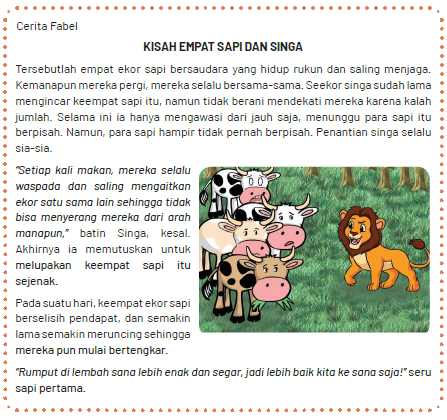 Cerita Fabel
KISAH EMPAT SAPI DAN SINGA
Tersebutlah empat ekor sapi bersaudara yang hidup rukun dan saling menjaga.
Kemanapun mereka pergi, mereka selalu bersama-sama. Seekor singa sudah lama
mengincar keempat sapi itu, namun tidak berani mendekati mereka karena kalah
jumlah. Selama ini ia hanya mengawasi dari jauh saja, menunggu para sapi itu
berpisah. Namun, para sapi hampir tidak pernah berpisah. Penantian singa selalu
sia-sia.
“Setiap kali makan, mereka selalu
waspada dan saling mengaitkan
ekor satu sama lain sehingga tidak
bisa menyerang mereka dari arah
manapun,” batin Singa, kesal.
Akhirnya ia memutuskan untuk
melupakan keempat sapi itu
sejenak.
Pada suatu hari, keempat ekor sapi
berselisih pendapat, dan semakin
lama semakin meruncing sehingga
mereka pun mulai bertengkar.
“Rumput di lembah sana lebih enak dan segar, jadi lebih baik kita ke sana saja!” seru
sapi pertama.